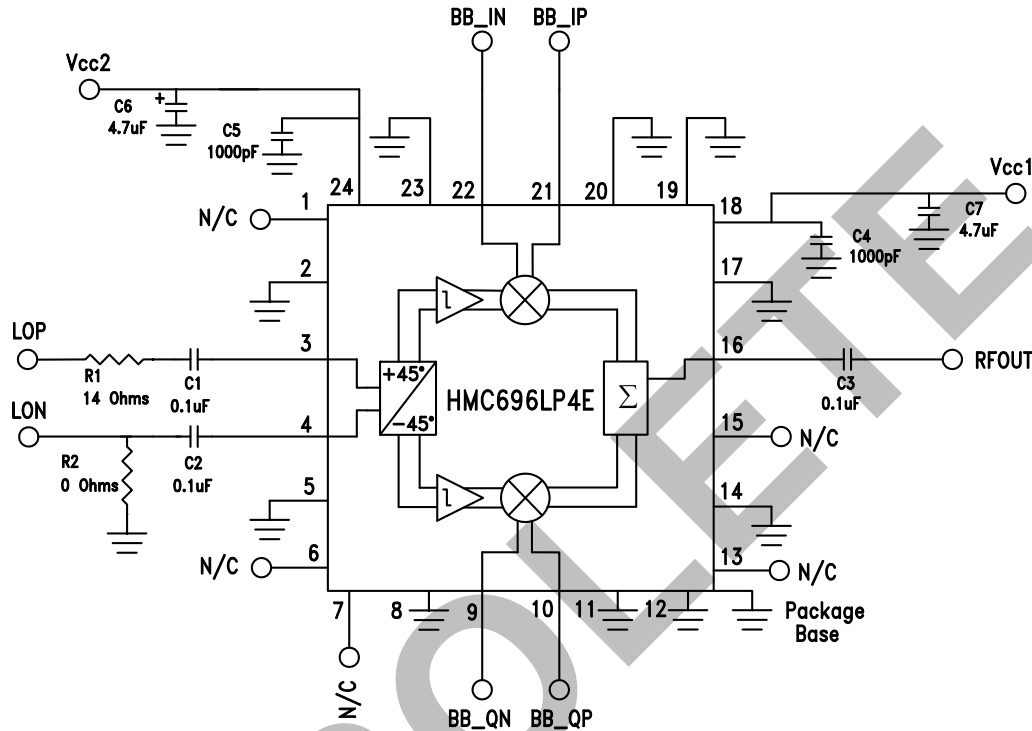 BB_IN BB_IP
Vcc2
C6
+
4.7uF
C5
1000pF
24 23 22 21 20 19
Vcc1
C7
4.7uF
C4
1000pF
N/C 1
18
2
17
LOP
3
16
RFOUT
R1
14 Ohms
C1
0.1uF
C3
0.1uF
+45°
-45°
HMC696LP4E
Σ
LON
4
15
N/C
R2
0 Ohms
C2
0.1uF
5
14
N/C 6
13
N/C
7 8 9 10 11 12
Package
Base
N/C
BB_QN BB_QP
OBSOLETE